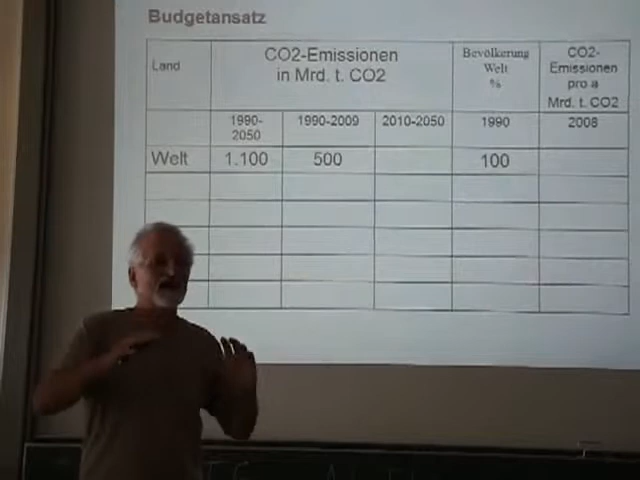 Budgetansatz
Land
CO2-Emissionen
in Mrd. t. CO2
Bevölkerung
Welt
%
CO2-
Emissionen
pro a
Mrd. t. CO2
1990-
2050
1990-2009
2010-2050
1990
2008
Welt
1.100
500
100